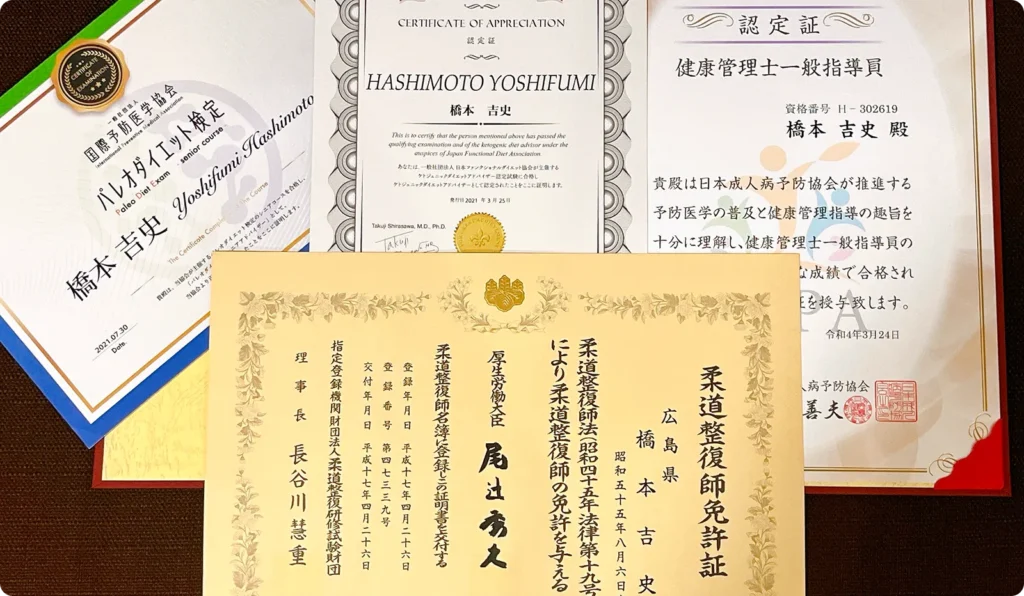 CERTIFICATE OF EXAMINATION
一般社団法人
国際予防医学協会
International Preventive Medical Association
パレオダイエット検定
Paleo Diet Exam senior course
橋本 吉史 Yoshifumi Hashimoto
2021.07.30
Date.
CERTIFICATE OF APPRECIATION
認定証
HASHIMOTO YOSHIFUMI
橋本 吉史
This is to certify that the person mentioned above has passed the
qualifying examination and of the ketogenic diet advisor under the
auspices of Japan Functional Diet Association.
あなたは、一般社団法人 日本ファンクショナルダイエット協会が主催する
ケトジェニックダイエットアドバイザー認定試験に合格し
ケトジェニックダイエットアドバイザーとして認定されたことをここに証明します。
発行日 2021 年 3 月 25日
Takuji Shirasawa, M.D., Ph.D.
認定証
健康管理士一般指導員
資格番号 H－302619
橋本 吉史 殿
貴殿は日本成人病予防協会が推進する
予防医学の普及と健康管理指導の趣旨を
十分に理解し、健康管理士一般指導員の
な成績で合格され
証を授与致します。
令和4年3月24日
人病予防協会
善夫
柔道整復師免許証
広島県
橋本吉史
昭和五十五年八月六日
柔道整復師法(昭和四十五年法律第十九号
により柔道整復師の免許を与える
厚生労働大臣 尾辻秀久
柔道整復師名簿に登録しこの証明書を交付する
登録年月日 平成十七年四月二十六日
登録番号 第四七三三九号
交付年月日 平成十七年四月二十六日
指定登録機関財団法人柔道整復研修試験財団
理事長 長谷川慧重